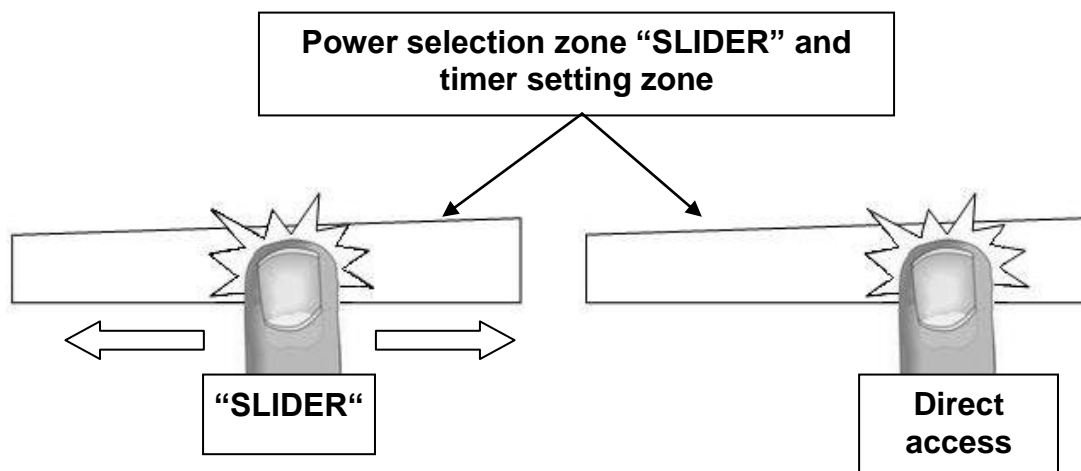 Power selection zone “SLIDER” and
timer setting zone
“SLIDER“
Direct
access